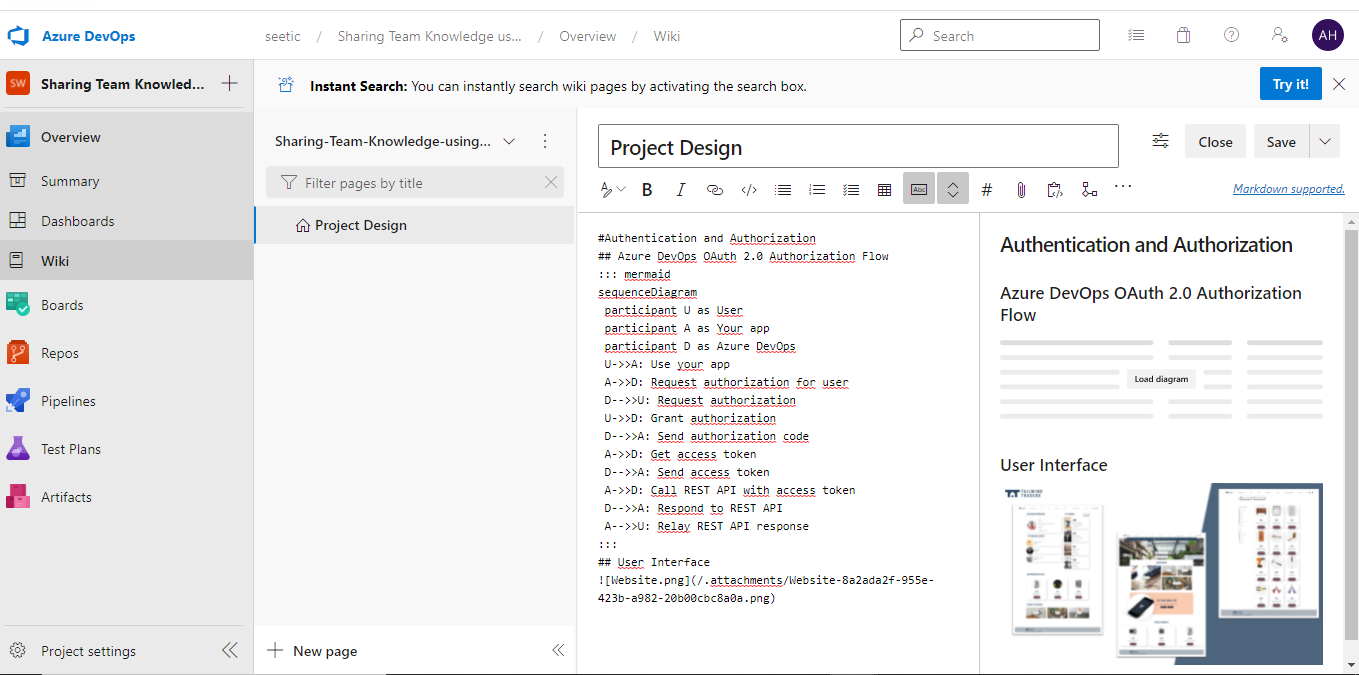 Azure DevOps
seetic / Sharing Team Knowledge us... / Overview / Wiki
Search
AH
SW
Sharing Team Knowled...
Instant Search: You can instantly search wiki pages by activating the search box.
Try it!
Overview
Summary
Dashboards
Wiki
Boards
Repos
Pipelines
Test Plans
Artifacts
Project settings
Sharing-Team-Knowledge-using...
Filter pages by title
Project Design
New page
Project Design
Close
Save
B I </> Abc # ...
Markdown supported.
#Authentication and Authorization
## Azure DevOps OAuth 2.0 Authorization Flow
::: mermaid
sequenceDiagram
participant U as User
participant A as Your app
participant D as Azure DevOps
U->>A: Use your app
A->>D: Request authorization for user
D-->>U: Request authorization
U->>D: Grant authorization
D-->>A: Send authorization code
A->>D: Get access token
D-->>A: Send access token
A->>D: Call REST API with access token
D-->>A: Respond to REST API
A-->>U: Relay REST API response
:::
## User Interface
![Website.png](/.attachments/Website-8a2ada2f-955e-
423b-a982-20b00cbc8a0a.png)
Authentication and Authorization
Azure DevOps OAuth 2.0 Authorization
Flow
Load diagram
User Interface
TAILWIND
TRADERS